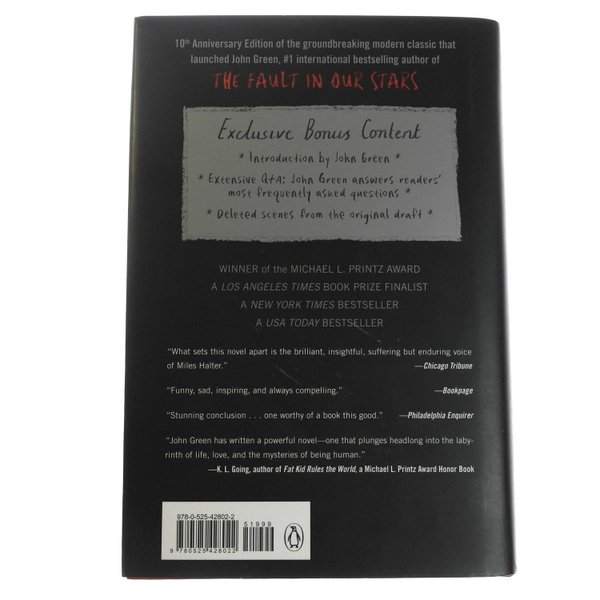 10th Anniversary Edition of the groundbreaking modern classic that
launched John Green, #1 international bestselling author of
THE FAULT IN OUR STARS
Exclusive Bonus Content
* Introduction by John Green *
* Extensive Q+A: John Green answers readers'
most frequently asked questions *
* Deleted scenes from the original draft *
WINNER of the MICHAEL L. PRINTZ AWARD
A LOS ANGELES TIMES BOOK PRIZE FINALIST
A NEW YORK TIMES BESTSELLER
A USA TODAY BESTSELLER
"What sets this novel apart is the brilliant, insightful, suffering but enduring voice
of Miles Halter." —Chicago Tribune
"Funny, sad, inspiring, and always compelling." —Bookpage
"Stunning conclusion . . . one worthy of a book this good." —Philadelphia Enquirer
"John Green has written a powerful novel—one that plunges headlong into the laby-
rinth of life, love, and the mysteries of being human."
—K. L. Going, author of Fat Kid Rules the World, a Michael L. Printz Award Honor Book
978-0-525-42802-2
51999
9 780525 428022